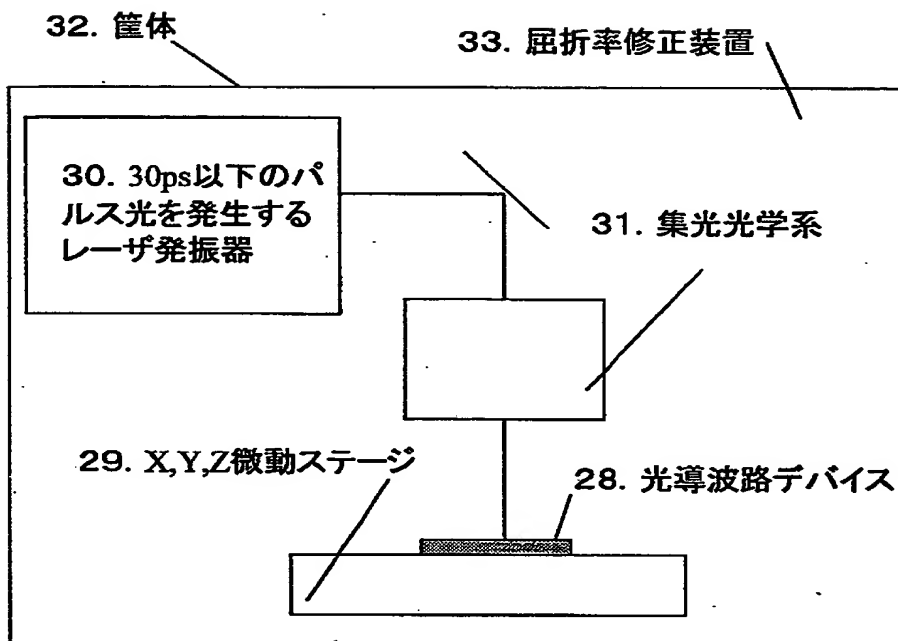 32. 筐体
33. 屈折率修正装置
30. 30ps以下のパ
ルス光を発生する
レーザ発振器
31. 集光光学系
29. X,Y,Z微動ステージ
28. 光導波路デバイス